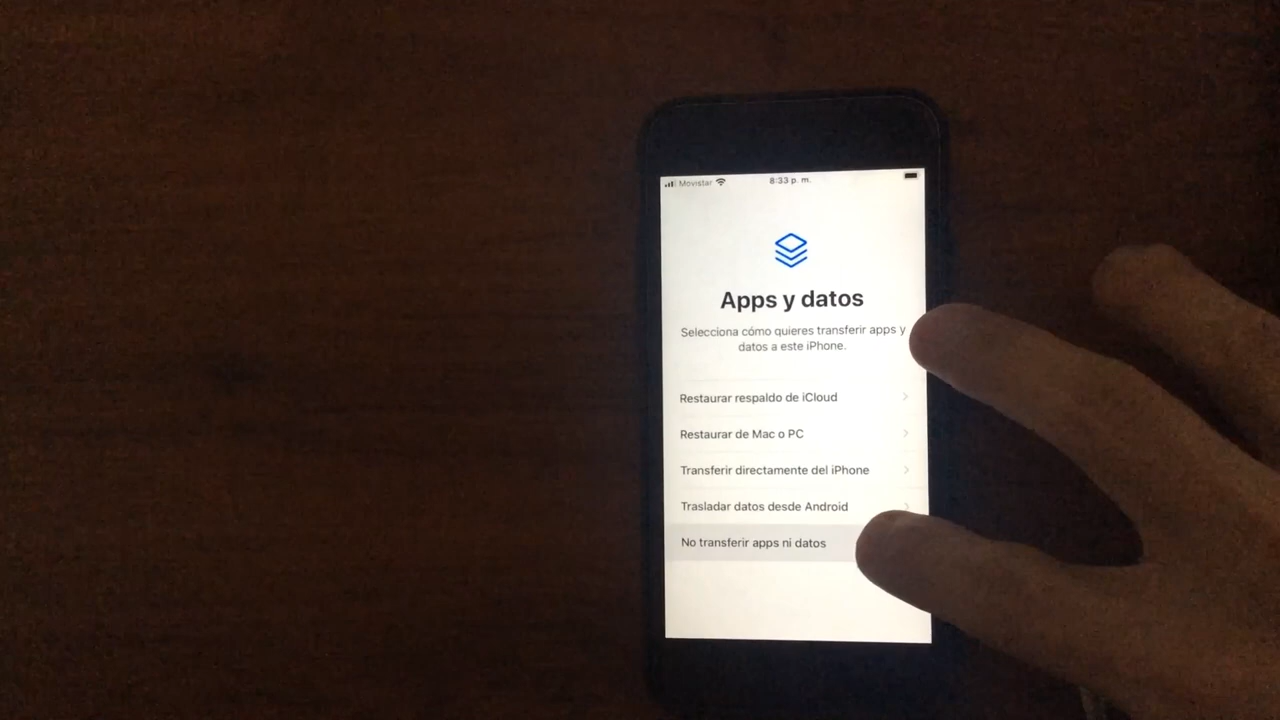 Movistar
8:33 p. m.
Apps y datos
Selecciona cómo quieres transferir apps y
datos a este iPhone.
Restaurar respaldo de iCloud
Restaurar de Mac o PC
Transferir directamente del iPhone
Trasladar datos desde Android
No transferir apps ni datos